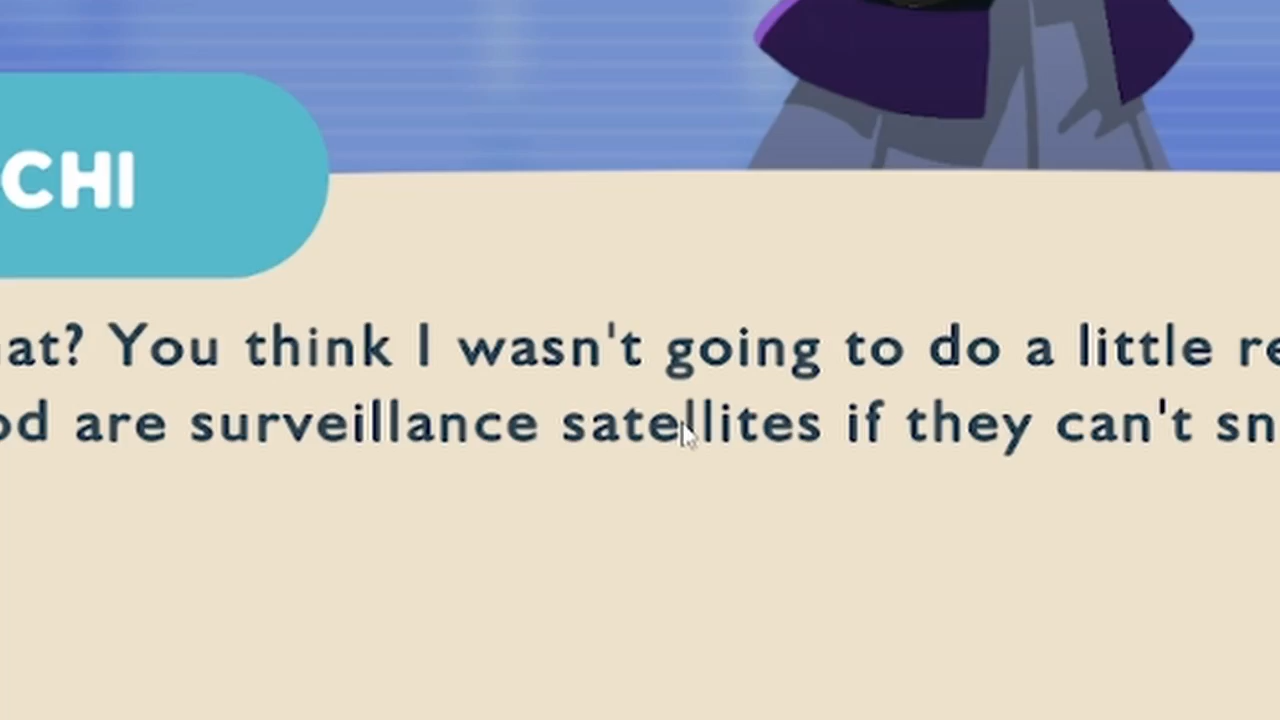 CHI
at? You think I wasn't going to do a little re
od are surveillance satellites if they can't sn